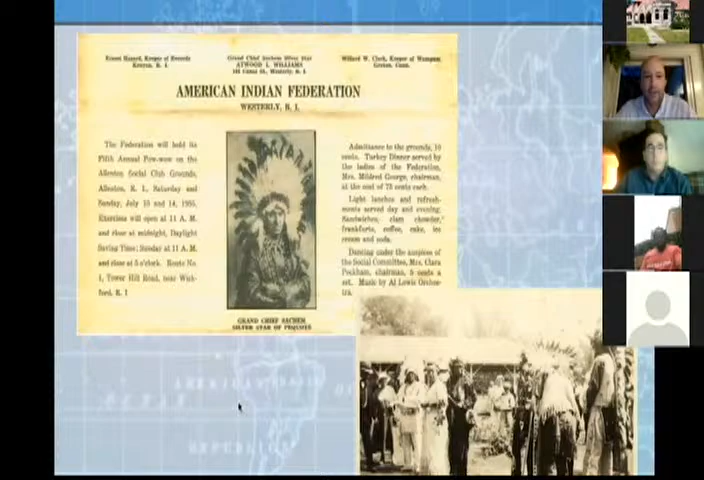 Ernest Hazard, Keeper of Records
Kenyon, R. I.
Grand Chief Sachem Silver Star
ATWOOD I. WILLIAMS
Westerly, R. I.
Willard W. Clark, Keeper of Wampum
Groton, Conn.
AMERICAN INDIAN FEDERATION
WESTERLY, R. I.
The Federation will hold its
Fifth Annual Pow-wow on the
Allenton Social Club Grounds,
Allenton, R. I., Saturday and
Sunday, July 13 and 14, 1935.
Exercises will open at 11 A. M.
and close at midnight, Daylight
Saving Time; Sunday at 11 A. M.
and close at 5 o'clock. Route No.
1, Tower Hill Road, near Wick-
ford, R. I
GRAND CHIEF SACHEM
SILVER STAR OF PEQUOTS
Admittance to the grounds, 10
cents. Turkey Dinner served by
the ladies of the Federation,
Mrs. Mildred George, chairman,
at the cost of 75 cents each.
Light lunches and refresh-
ments served day and evening.
Sandwiches, clam chowder,
frankforts, coffee, cake, ice
cream and soda.
Dancing under the auspices of
the Social Committee, Mrs. Clara
Peckham, chairman, 5 cents a
set. Music by Al Lewis Orches-
tra.